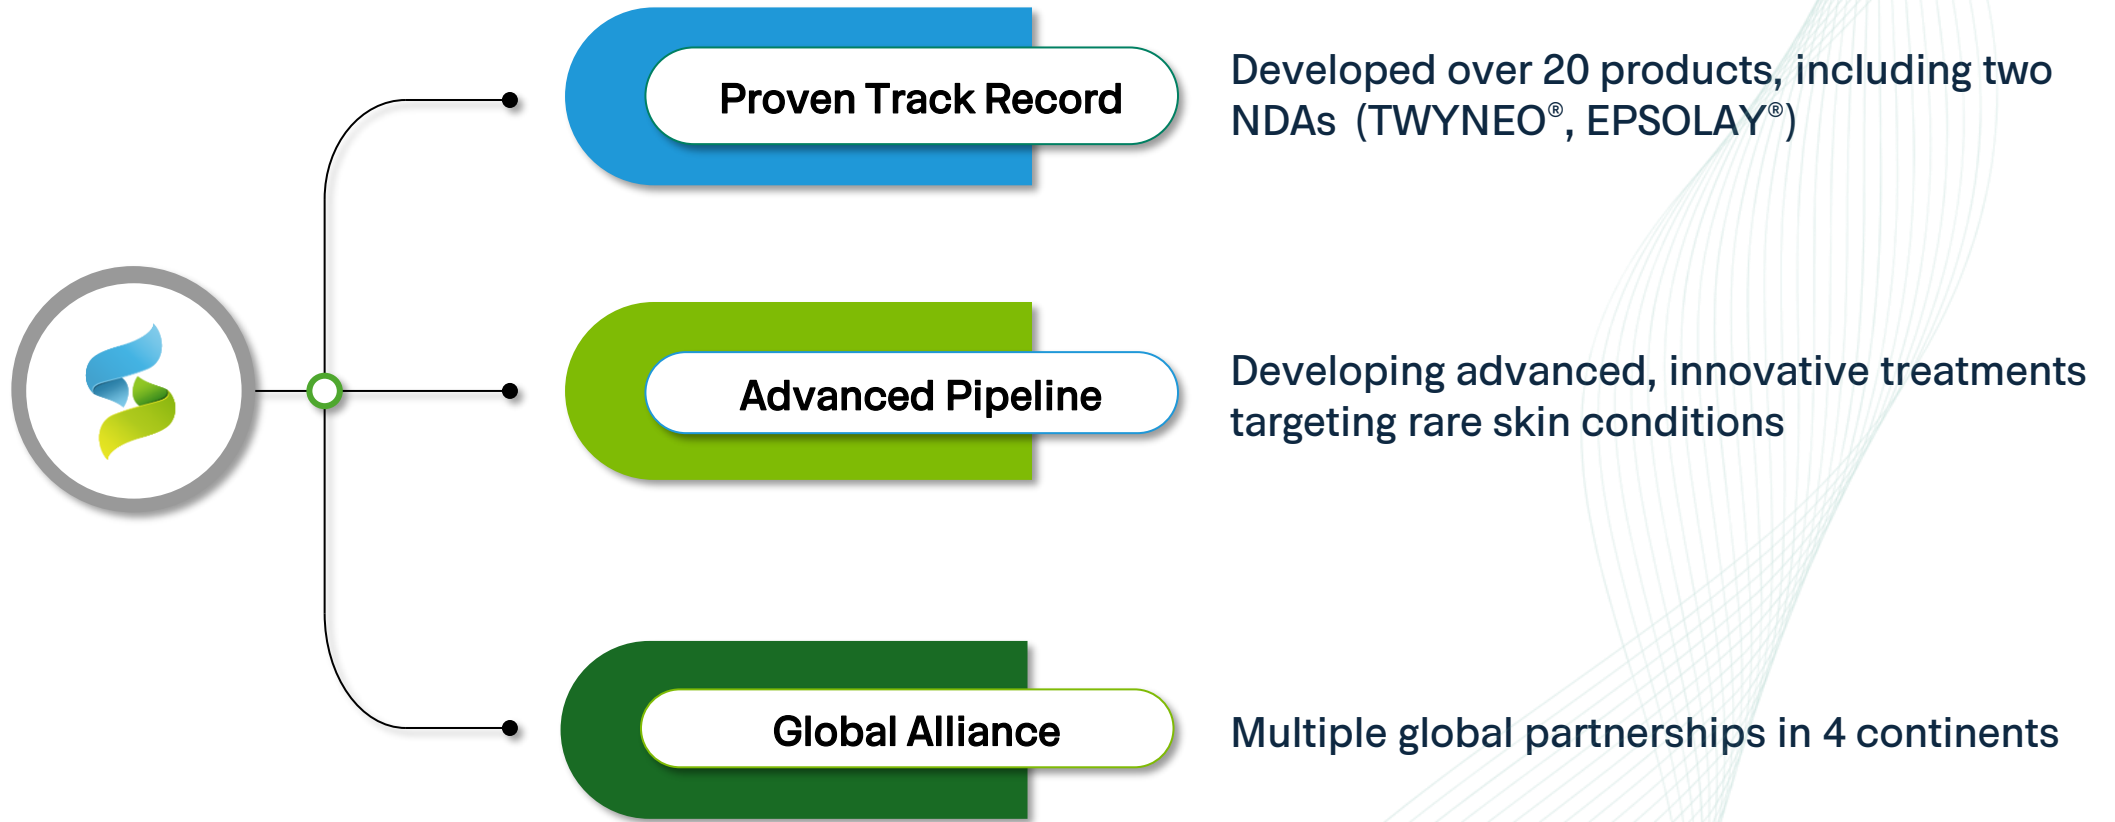 Proven Track Record
Developed over 20 products, including two
NDAs (TWYNEO®, EPSOLAY®)
Advanced Pipeline
Developing advanced, innovative treatments
targeting rare skin conditions
Global Alliance
Multiple global partnerships in 4 continents